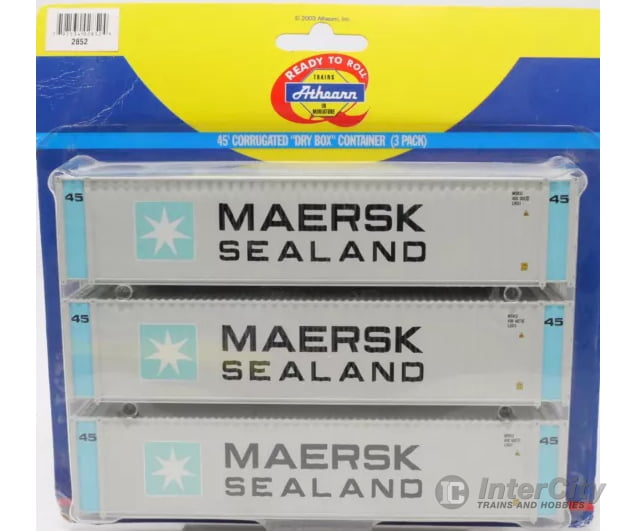 © 2003 Athearn, Inc.
2852
READY TO ROLL
TRAINS
Athearn
IN
MINIATURE
45' CORRUGATED "DRY BOX" CONTAINER (3 PACK)
45
MAERSK
SEALAND
45
45
MAERSK
SEALAND
45
45
MAERSK
SEALAND
45
IC InterCity
TRAINS AND HOBBIES